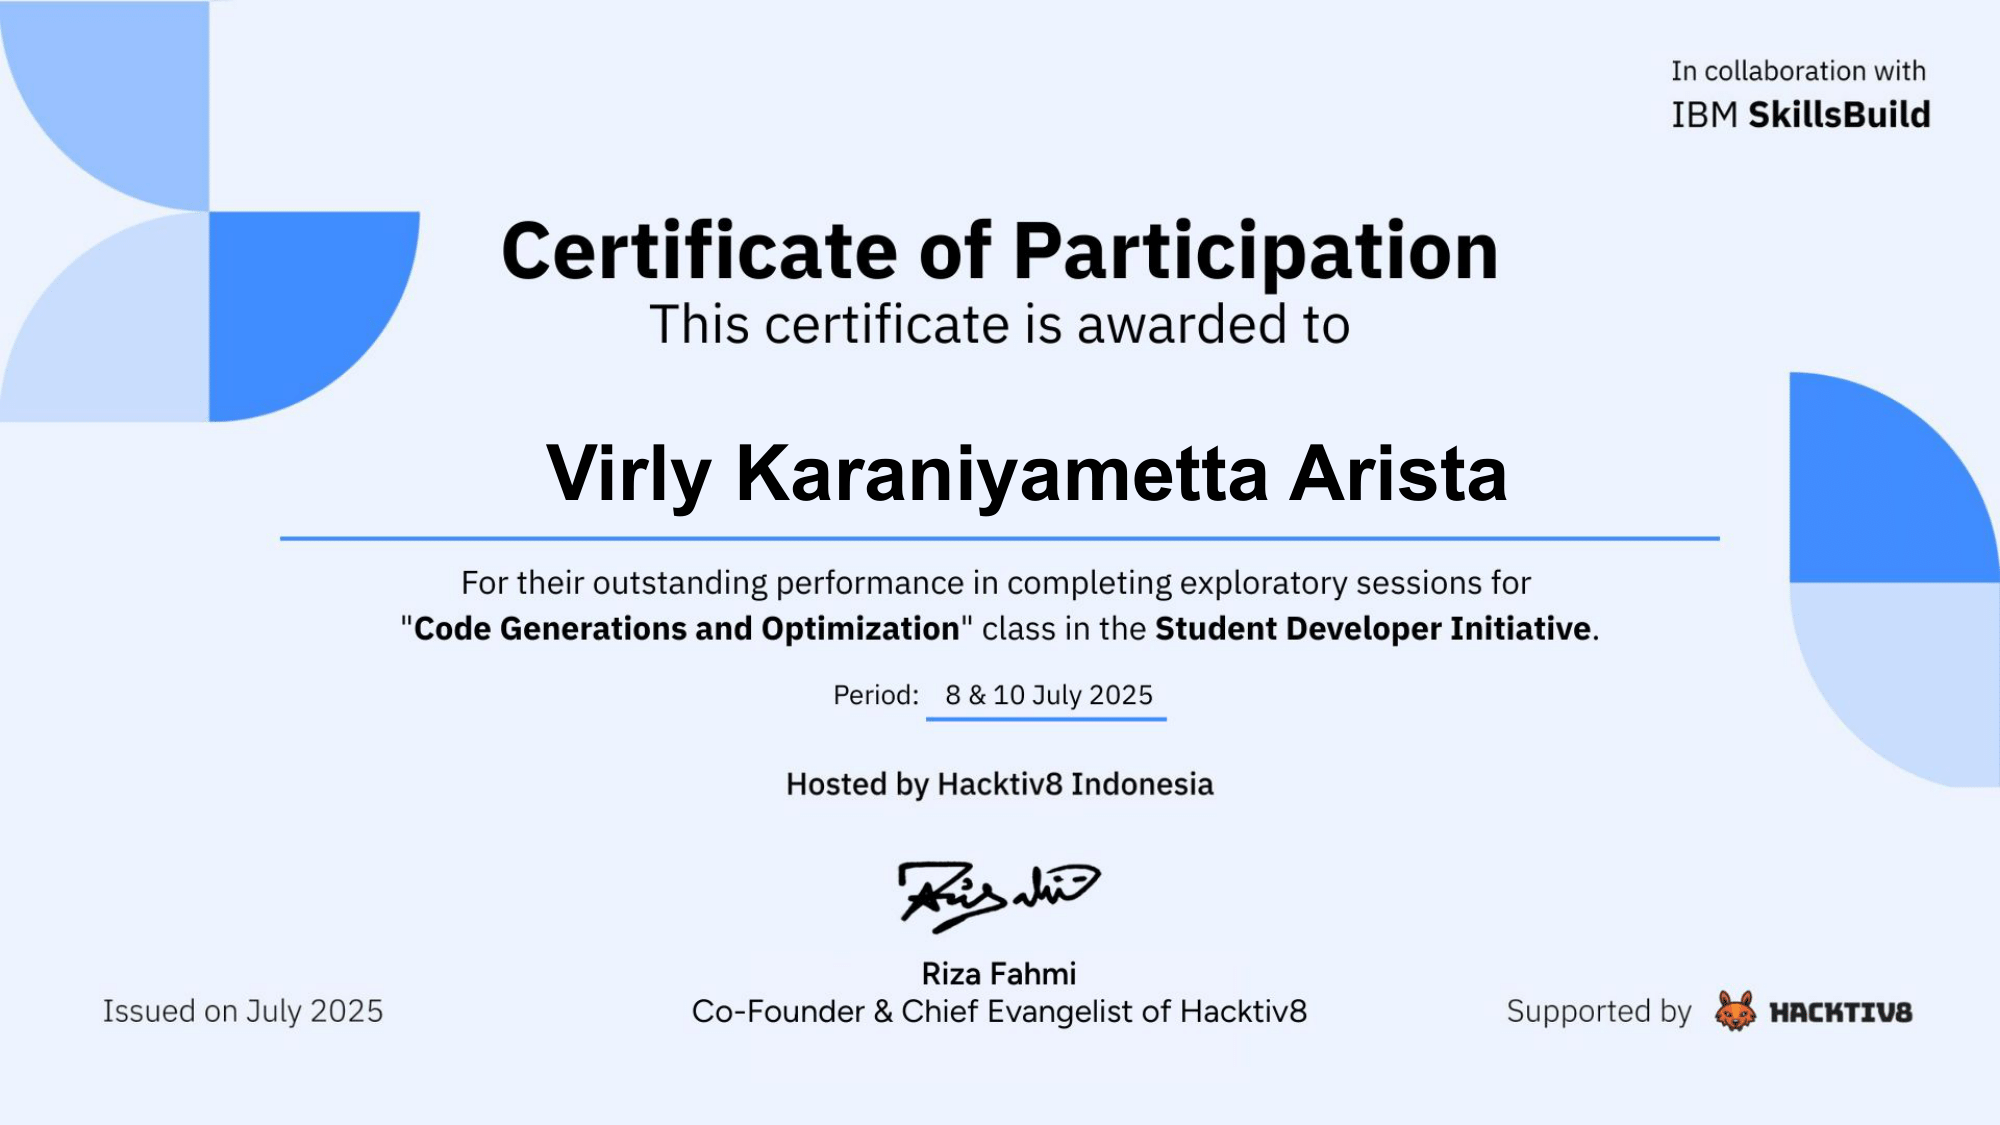 In collaboration with
IBM SkillsBuild
Certificate of Participation
This certificate is awarded to
Virly Karaniyametta Arista
For their outstanding performance in completing exploratory sessions for
"Code Generations and Optimization" class in the Student Developer Initiative.
Period: 8 & 10 July 2025
Hosted by Hacktiv8 Indonesia
Riza Fahmi
Co-Founder & Chief Evangelist of Hacktiv8
Issued on July 2025
Supported by HACKTIV8